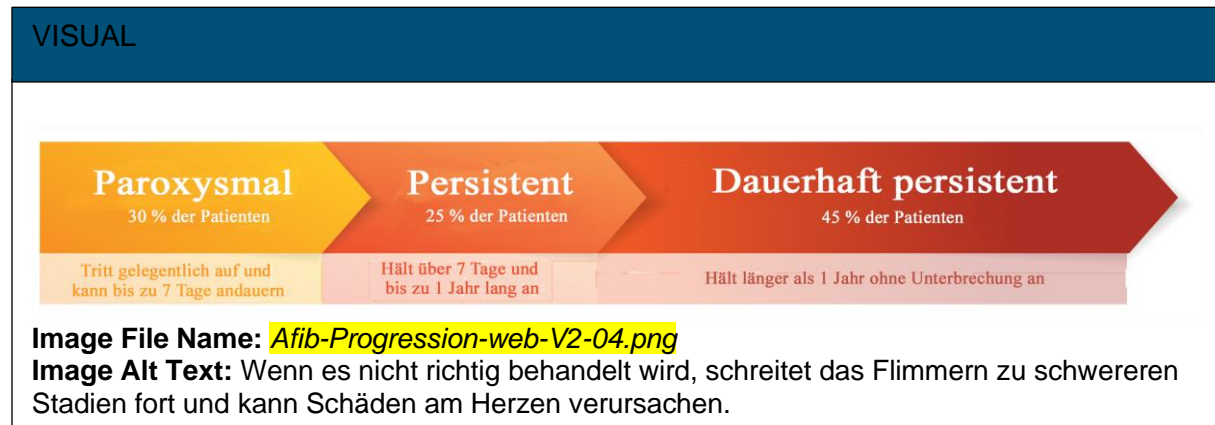 VISUAL
Paroxysmal
30 % der Patienten
Persistent
25 % der Patienten
Dauerhaft persistent
45 % der Patienten
Tritt gelegentlich auf und
kann bis zu 7 Tage andauern
Hält über 7 Tage und
bis zu 1 Jahr lang an
Hält länger als 1 Jahr ohne Unterbrechung an
Image File Name: Afib-Progression-web-V2-04.png
Image Alt Text: Wenn es nicht richtig behandelt wird, schreitet das Flimmern zu schwereren
Stadien fort und kann Schäden am Herzen verursachen.